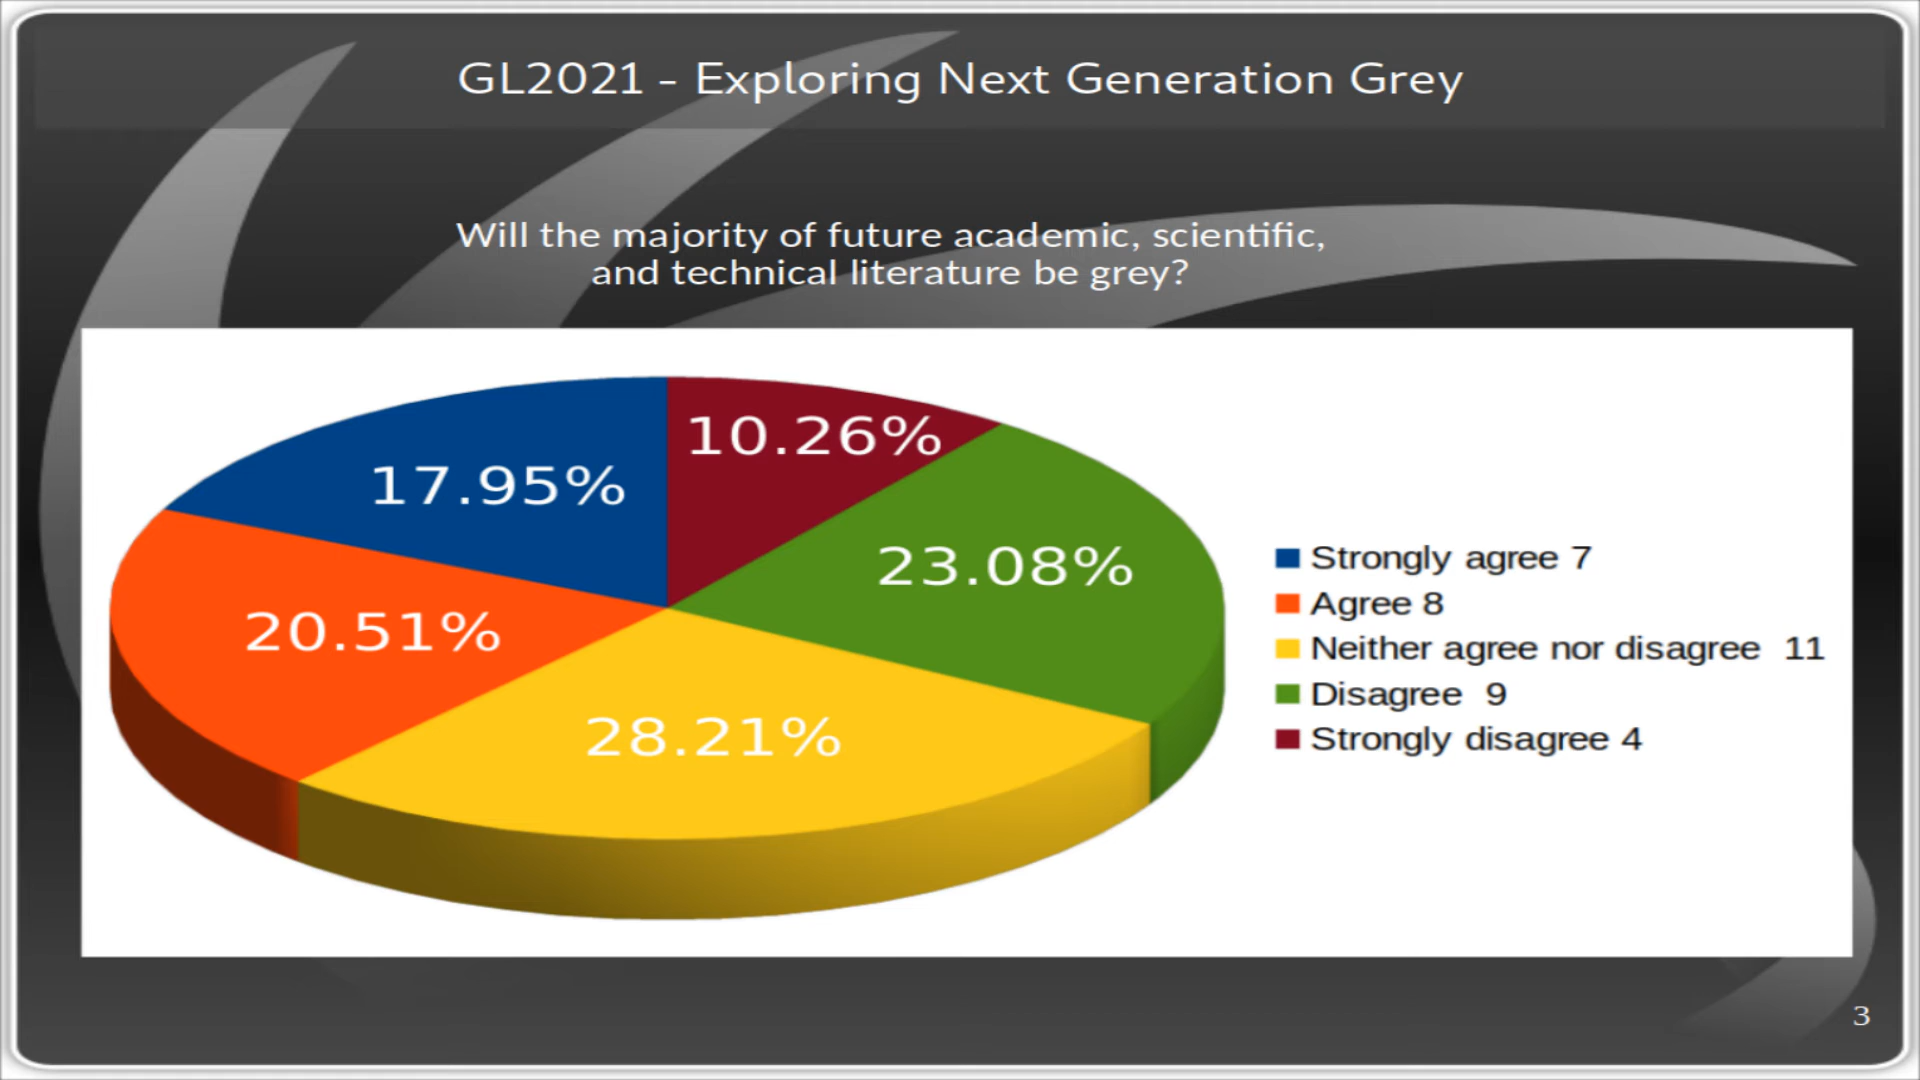 GL2021 - Exploring Next Generation Grey
Will the majority of future academic, scientific,
and technical literature be grey?
10.26%
17.95%
23.08%
20.51%
28.21%
Strongly agree 7
Agree 8
Neither agree nor disagree 11
Disagree 9
Strongly disagree 4
3